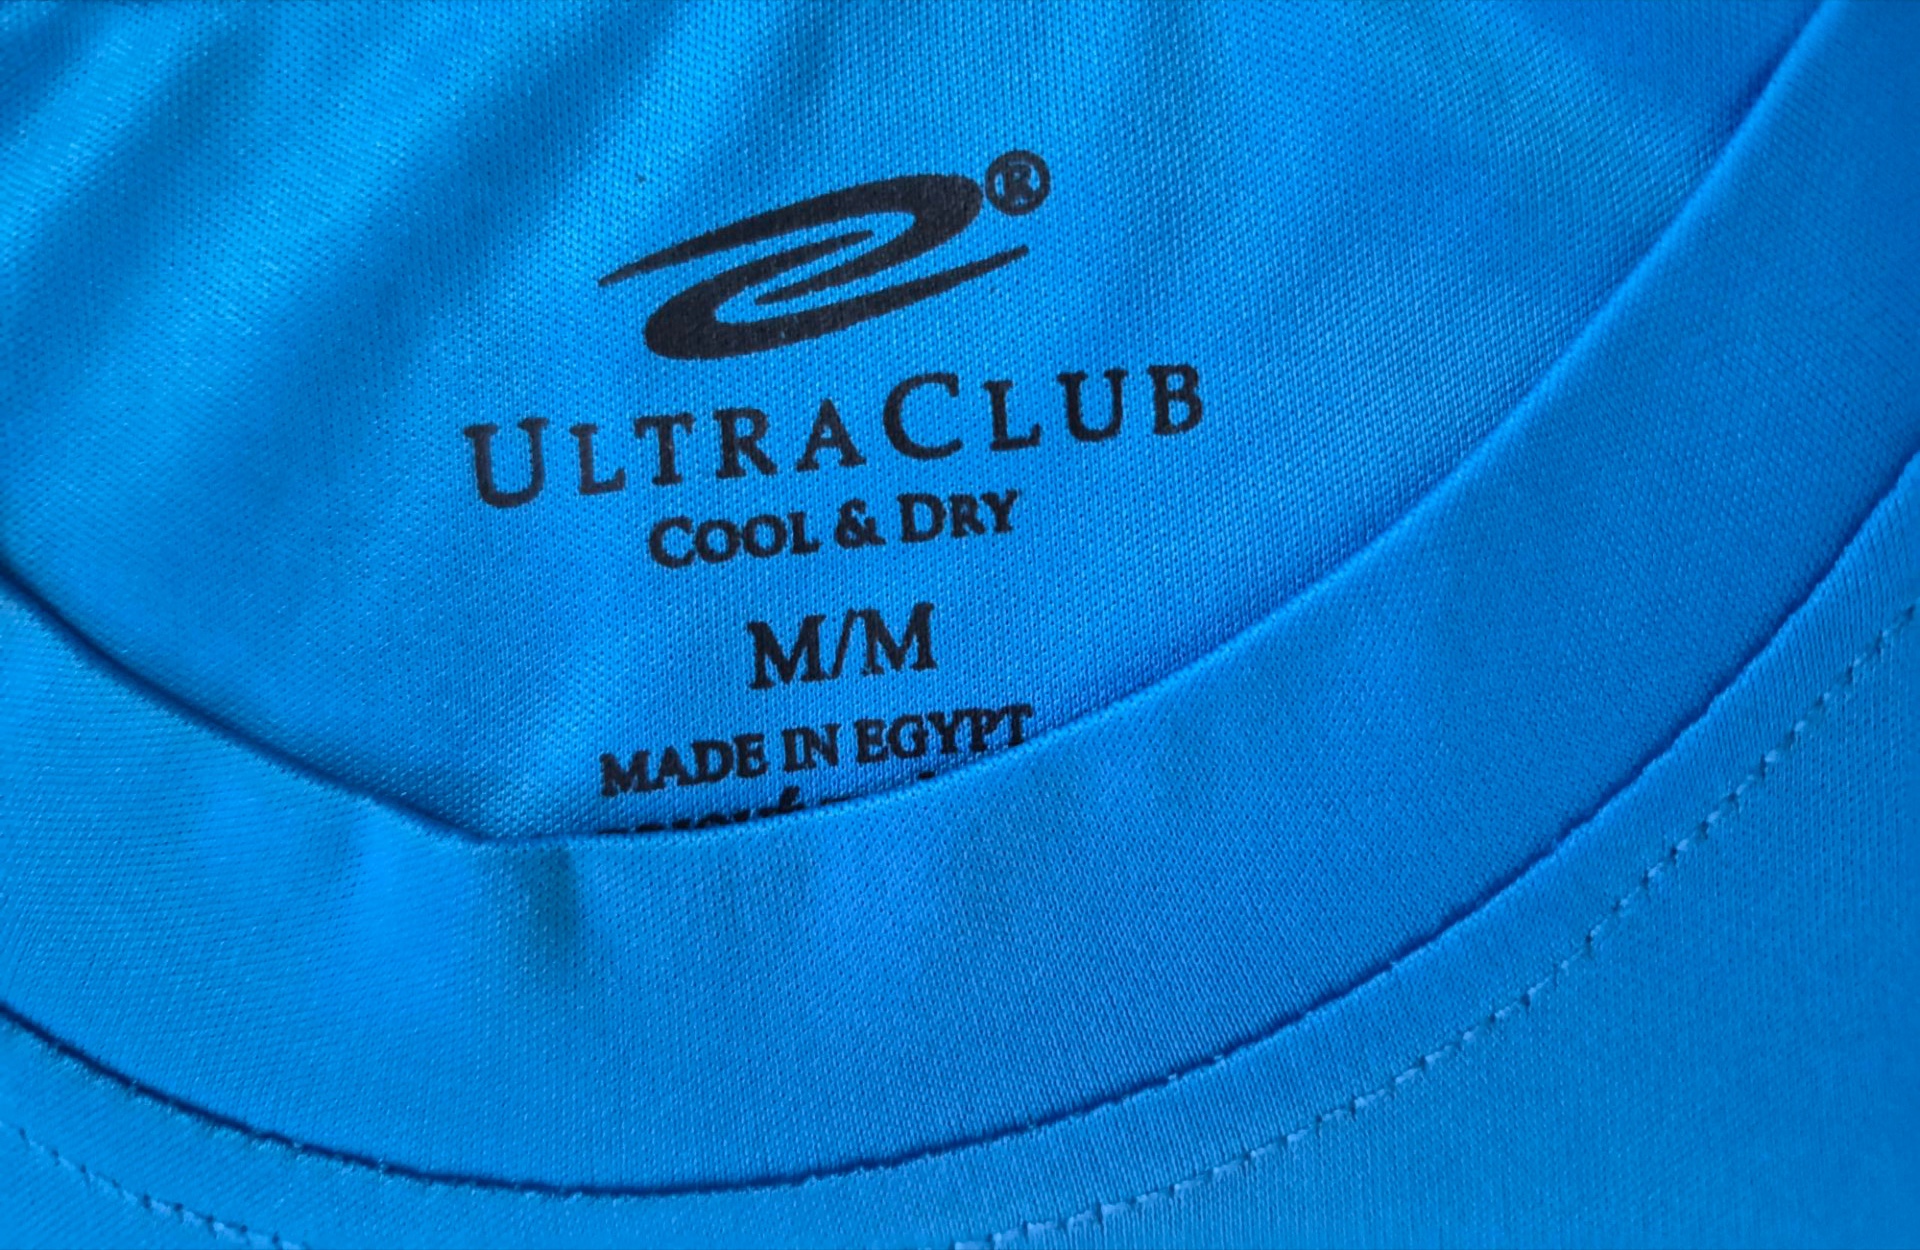 ®
ULTRACLUB
COOL & DRY
M/M
MADE IN EGYPT